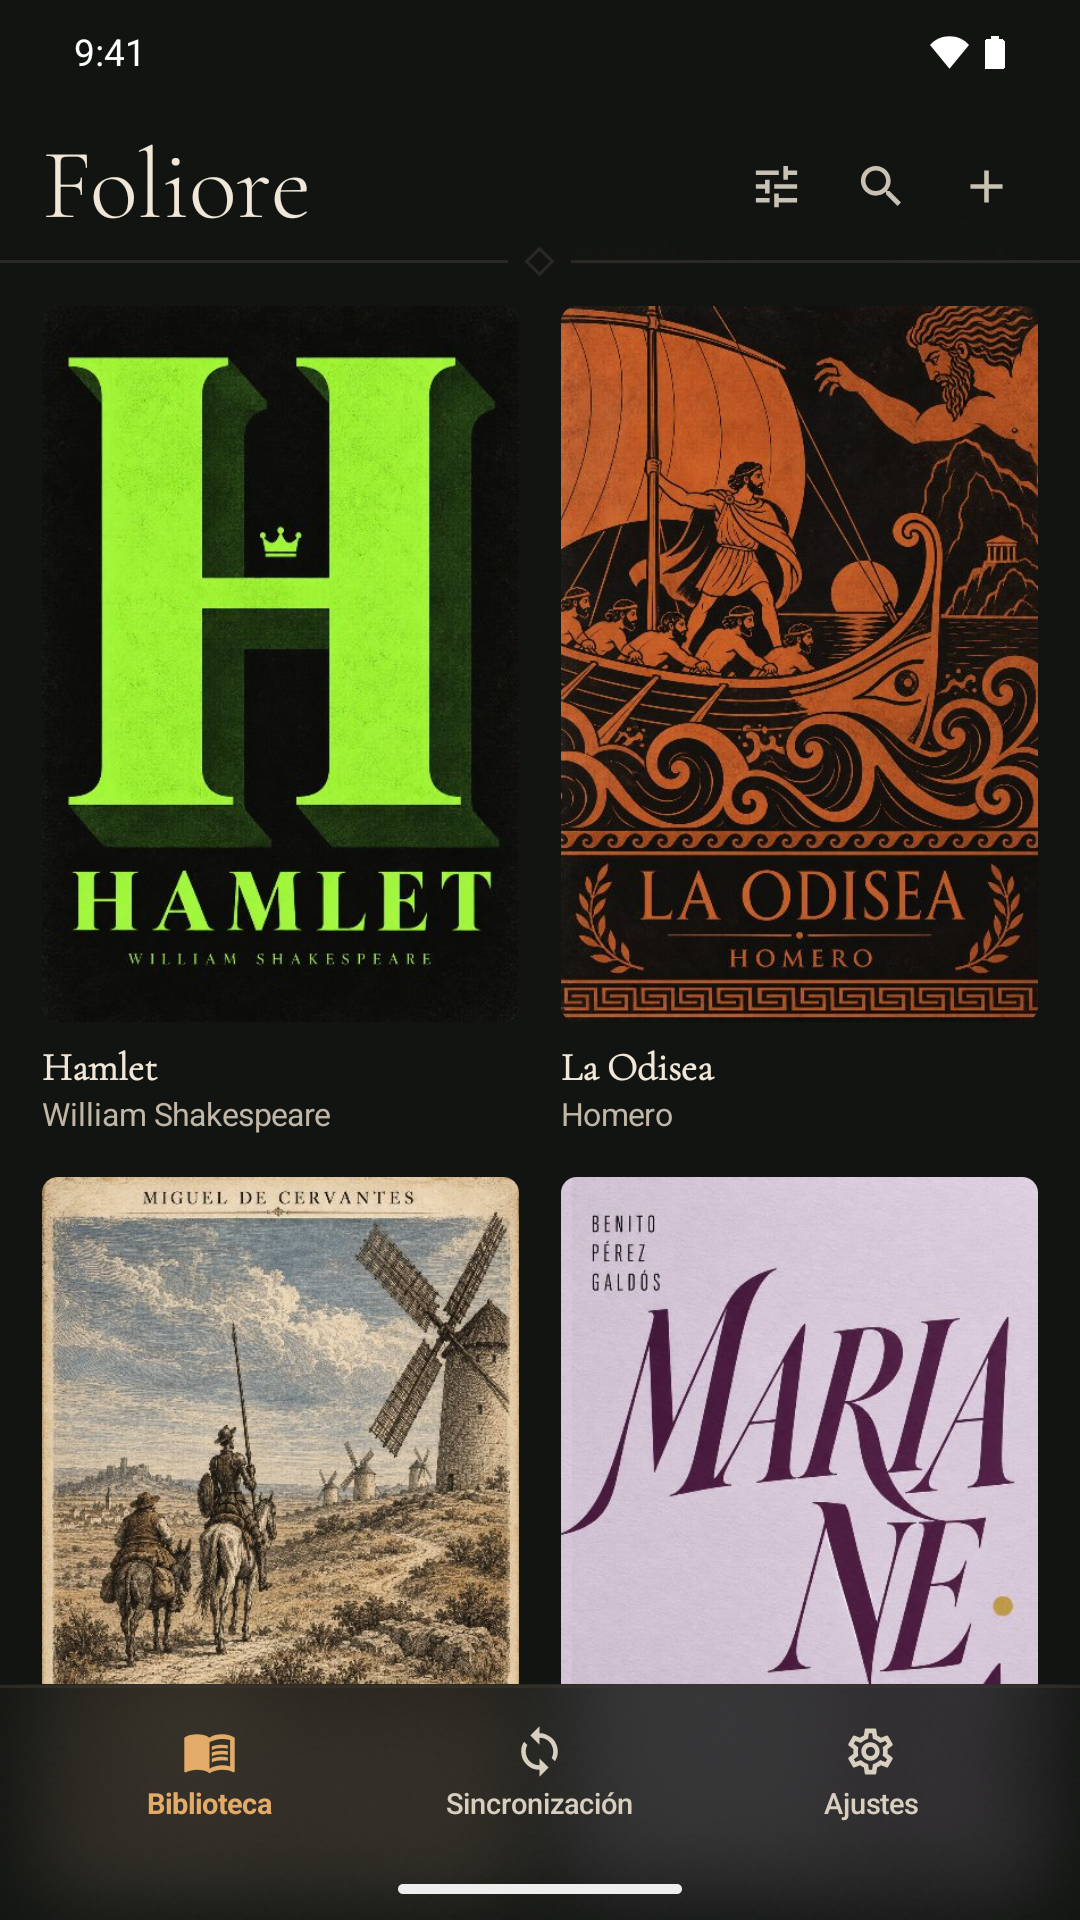 9:41
Foliore
HAMLET
WILLIAM SHAKESPEARE
LA ODISEA
HOMERO
Hamlet
William Shakespeare
La Odisea
Homero
MIGUEL DE CERVANTES
BENITO
PÉREZ
GALDÓS
MARIA
NE
Biblioteca
Sincronización
Ajustes